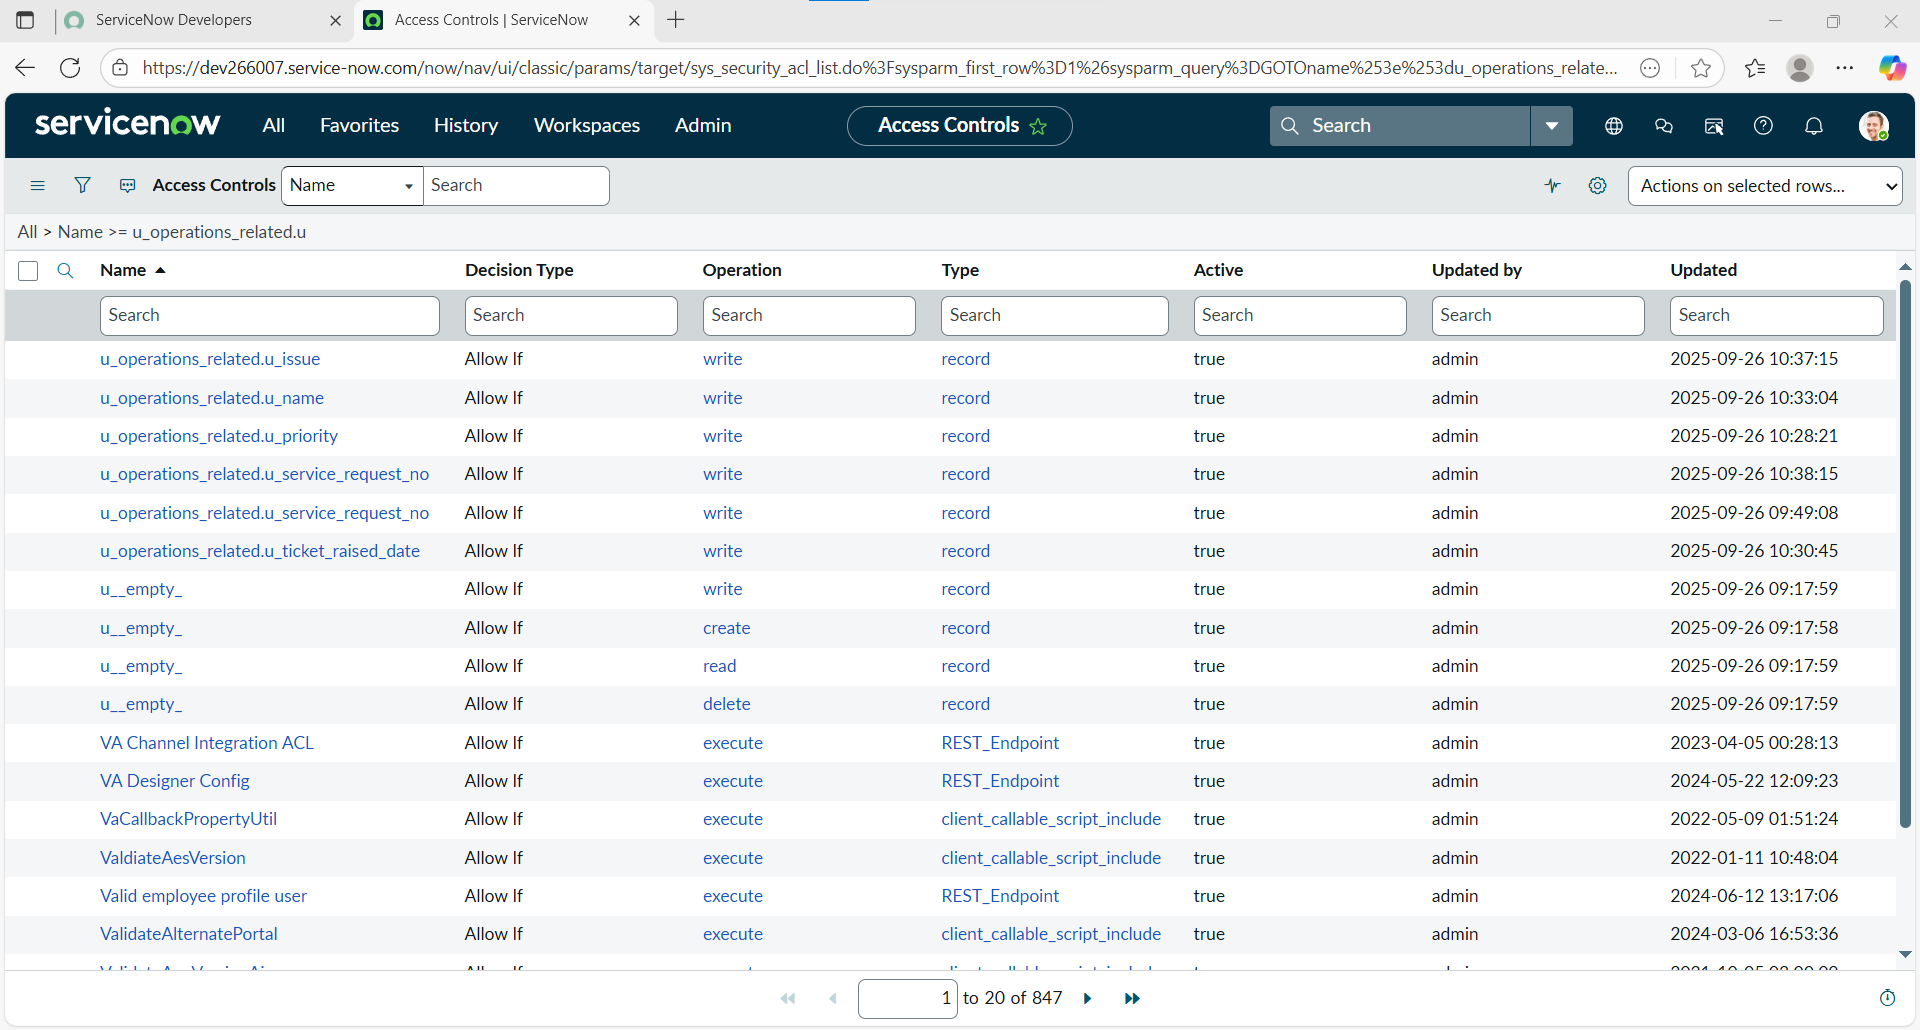 ServiceNow Developers
Access Controls | ServiceNow
https://dev266007.service-now.com/now/nav/ui/classic/params/target/sys_security_acl_list.do%3Fsysparm_first_row%3D1%26sysparm_query%3DGOTOname%253e%253du_operations_relate...
servicenow All Favorites History Workspaces Admin Access Controls Search
Access Controls Name Search Actions on selected rows...
All > Name >= u_operations_related.u
Name Decision Type Operation Type Active Updated by Updated
Search Search Search Search Search Search Search
u_operations_related.u_issue Allow If write record true admin 2025-09-26 10:37:15
u_operations_related.u_name Allow If write record true admin 2025-09-26 10:33:04
u_operations_related.u_priority Allow If write record true admin 2025-09-26 10:28:21
u_operations_related.u_service_request_no Allow If write record true admin 2025-09-26 10:38:15
u_operations_related.u_service_request_no Allow If write record true admin 2025-09-26 09:49:08
u_operations_related.u_ticket_raised_date Allow If write record true admin 2025-09-26 10:30:45
u__empty_ Allow If write record true admin 2025-09-26 09:17:59
u__empty_ Allow If create record true admin 2025-09-26 09:17:58
u__empty_ Allow If read record true admin 2025-09-26 09:17:59
u__empty_ Allow If delete record true admin 2025-09-26 09:17:59
VA Channel Integration ACL Allow If execute REST_Endpoint true admin 2023-04-05 00:28:13
VA Designer Config Allow If execute REST_Endpoint true admin 2024-05-22 12:09:23
VaCallbackPropertyUtil Allow If execute client_callable_script_include true admin 2022-05-09 01:51:24
ValdiateAesVersion Allow If execute client_callable_script_include true admin 2022-01-11 10:48:04
Valid employee profile user Allow If execute REST_Endpoint true admin 2024-06-12 13:17:06
ValidateAlternatePortal Allow If execute client_callable_script_include true admin 2024-03-06 16:53:36
1 to 20 of 847